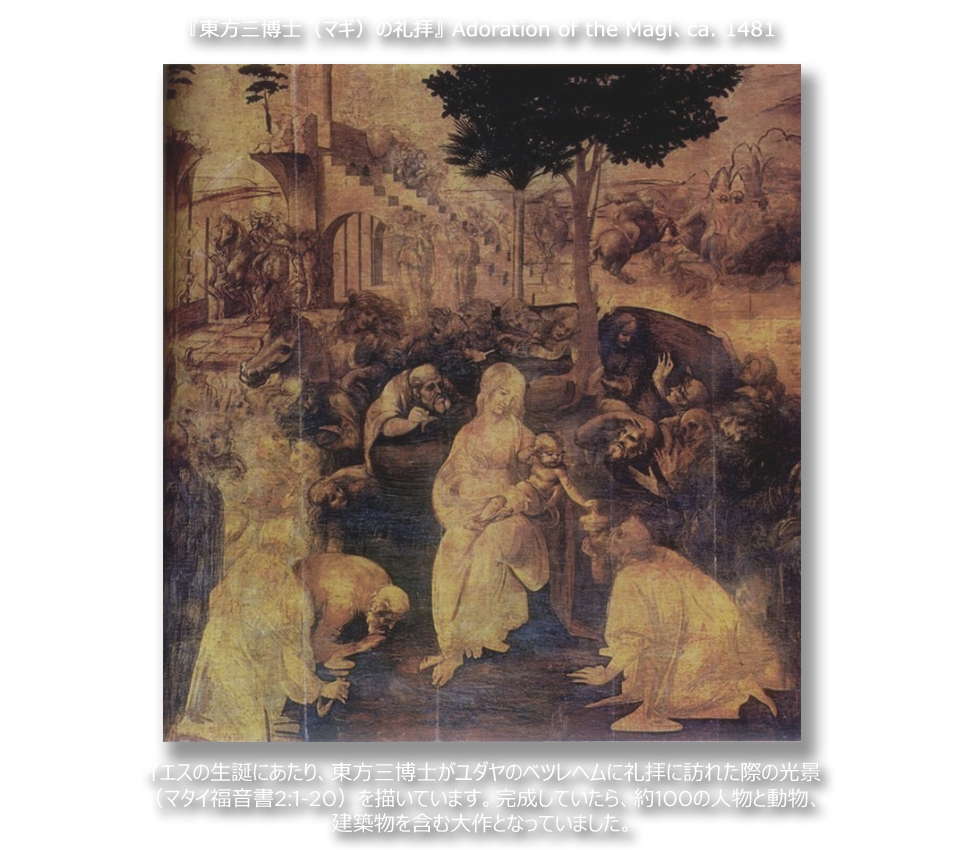 『東方三博士（マギ）の礼拝』 Adoration of the Magi、ca. 1481
イエスの生誕にあたり、東方三博士がユダヤのベツレヘムに礼拝に訪れた際の光景
（マタイ福音書2:1-20）を描いています。完成していたら、約100の人物と動物、
建築物を含む大作となっていました。